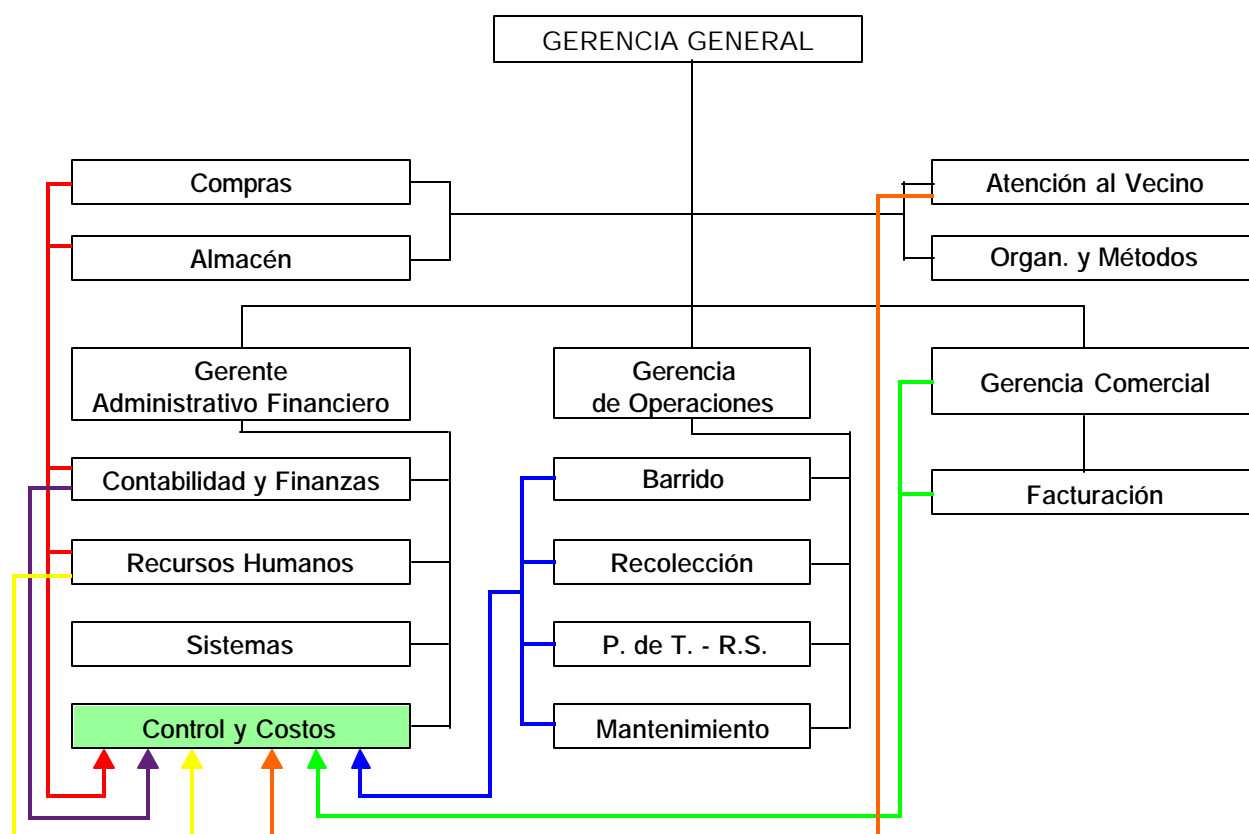 GERENCIA GENERAL
Compras
Atención al Vecino
Almacén
Organ. y Métodos
Gerente
Administrativo Financiero
Gerencia
de Operaciones
Gerencia Comercial
Contabilidad y Finanzas
Barrido
Facturación
Recursos Humanos
Recolección
Sistemas
P. de T. - R.S.
Control y Costos
Mantenimiento